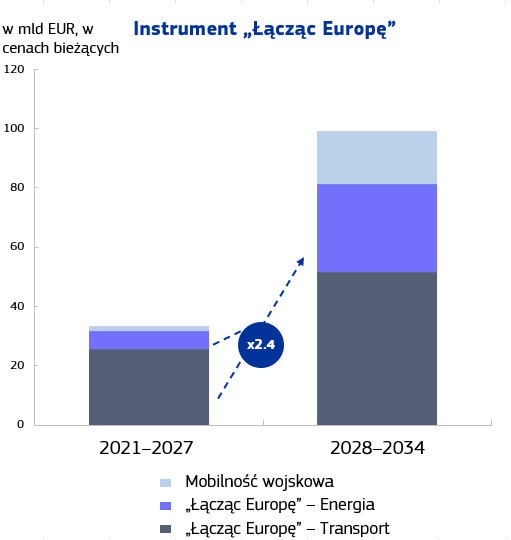 w mld EUR, w
cenach bieżących
Instrument „Łącząc Europę”
120
100
80
60
40
20
0
x2.4
2021–2027
2028–2034
Mobilność wojskowa
„Łącząc Europę” – Energia
„Łącząc Europę” – Transport